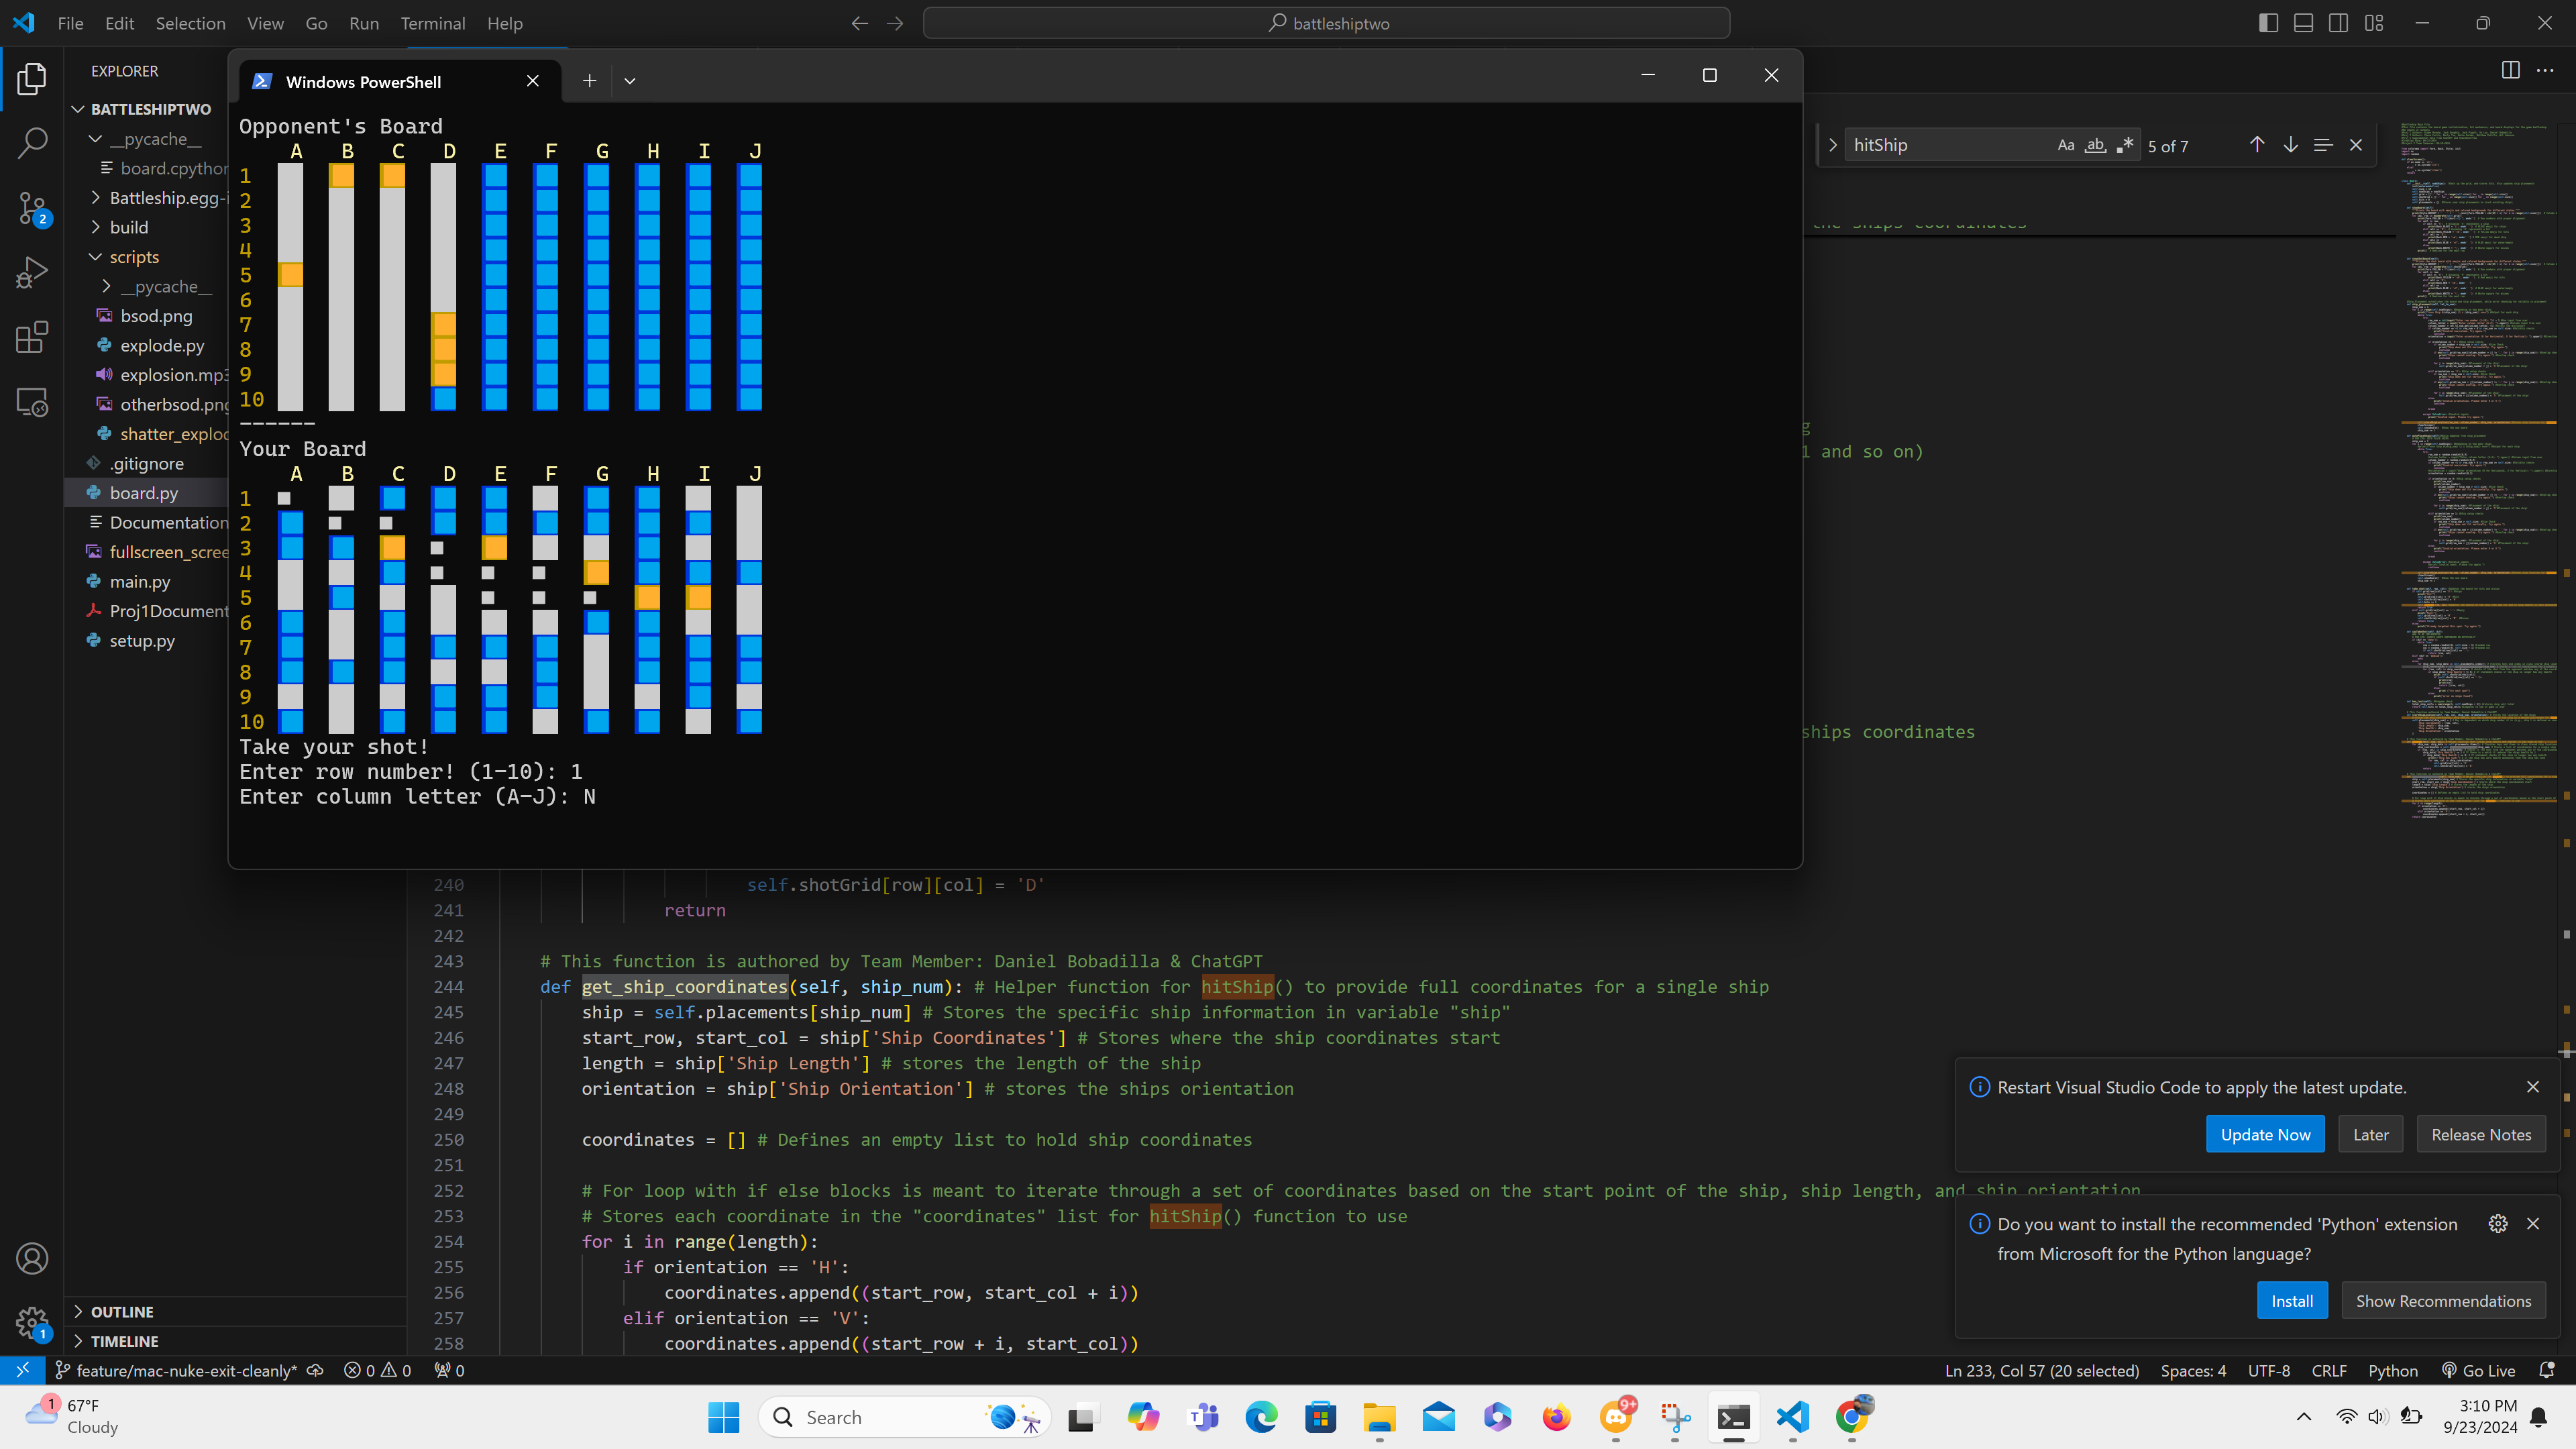 File Edit Selection View Go Run Terminal Help
battleshiptwo
EXPLORER
BATTLESHIPTWO
__pycache__
board.cpython
Battleship.egg-i
build
scripts
__pycache__
bsod.png
explode.py
explosion.mp3
otherbsod.png
shatter_explod
.gitignore
board.py
Documentation
fullscreen_scree
main.py
Proj1Document
setup.py
OUTLINE
TIMELINE
Windows PowerShell
Opponent's Board
A B C D E F G H I J
1
2
3
4
5
6
7
8
9
10
------
Your Board
A B C D E F G H I J
1
2
3
4
5
6
7
8
9
10
Take your shot!
Enter row number! (1-10): 1
Enter column letter (A-J): N
hitShip
Aa ab 5 of 7
the ships coordinates
g
1 and so on)
ships coordinates
240 self.shotGrid[row][col] = 'D'
241 return
242
243 # This function is authored by Team Member: Daniel Bobadilla & ChatGPT
244 def get_ship_coordinates(self, ship_num): # Helper function for hitShip() to provide full coordinates for a single ship
245 ship = self.placements[ship_num] # Stores the specific ship information in variable "ship"
246 start_row, start_col = ship['Ship Coordinates'] # Stores where the ship coordinates start
247 length = ship['Ship Length'] # stores the length of the ship
248 orientation = ship['Ship Orientation'] # stores the ships orientation
249
250 coordinates = [] # Defines an empty list to hold ship coordinates
251
252 # For loop with if else blocks is meant to iterate through a set of coordinates based on the start point of the ship, ship length, and ship orientation
253 # Stores each coordinate in the "coordinates" list for hitShip() function to use
254 for i in range(length):
255 if orientation == 'H':
256 coordinates.append((start_row, start_col + i))
257 elif orientation == 'V':
258 coordinates.append((start_row + i, start_col))
Restart Visual Studio Code to apply the latest update.
Update Now Later Release Notes
Do you want to install the recommended 'Python' extension
from Microsoft for the Python language?
Install Show Recommendations
2
1
feature/mac-nuke-exit-cleanly* 0 0 0
Ln 233, Col 57 (20 selected) Spaces: 4 UTF-8 CRLF Python Go Live
1
67°F
Cloudy
Search
9+
3:10 PM
9/23/2024